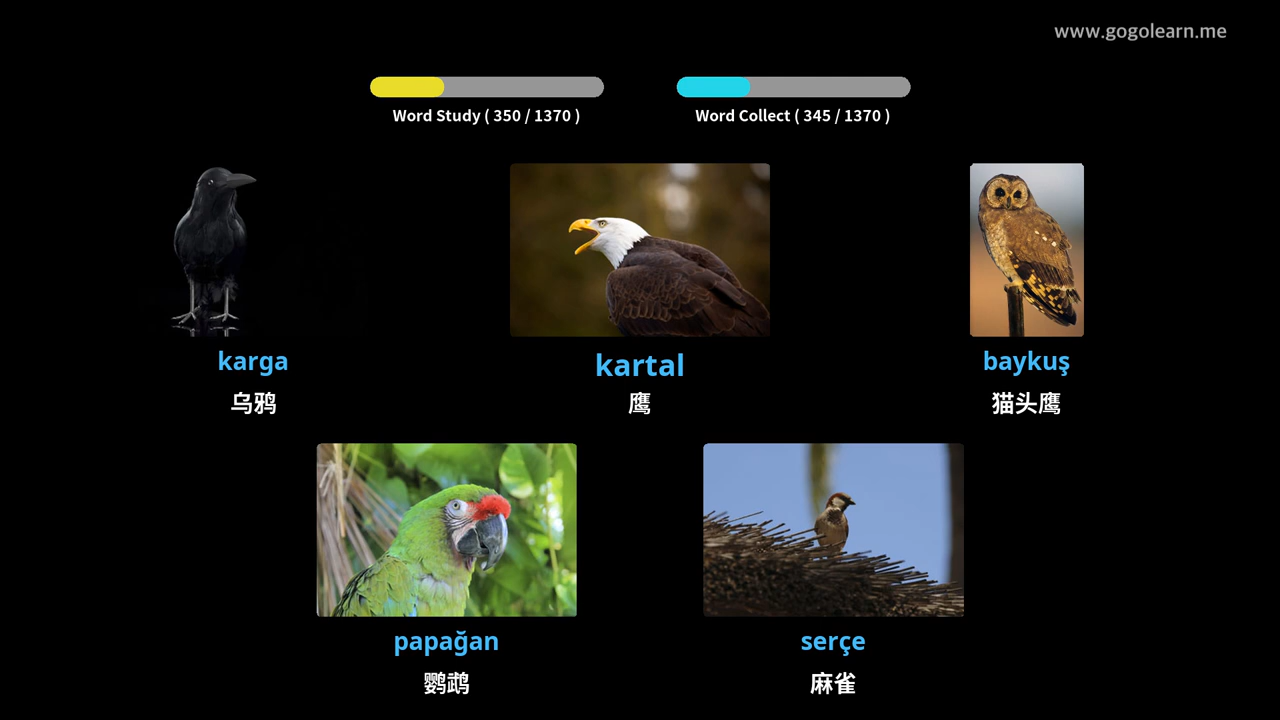 www.gogolearn.me
Word Study ( 350 / 1370 )
Word Collect ( 345 / 1370 )
karga
乌鸦
kartal
鹰
baykuş
猫头鹰
papağan
鹦鹉
serçe
麻雀